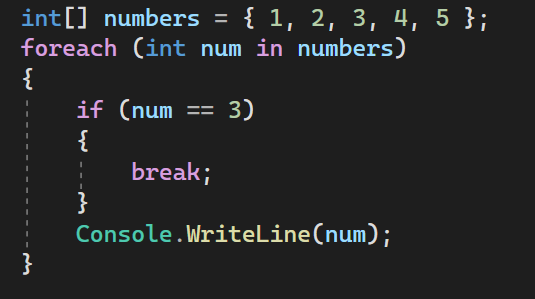 int[] numbers = { 1, 2, 3, 4, 5 };
foreach (int num in numbers)
{
    if (num == 3)
    {
        break;
    }
    Console.WriteLine(num);
}